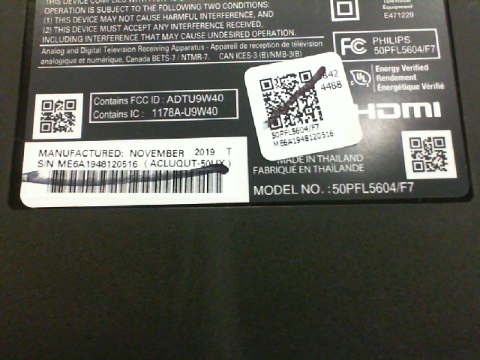 THIS DEVICE COMPLIES WITH
OPERATION IS SUBJECT TO THE FOLLOWING TWO CONDITIONS:
(1) THIS DEVICE MAY NOT CAUSE HARMFUL INTERFERENCE, AND
(2) THIS DEVICE MUST ACCEPT ANY INTERFERENCE RECEIVED,
INCLUDING INTERFERENCE THAT MAY CAUSE UNDESIRED OPERATION.
Analog and Digital Television Receiving Apparatus - Appareil de reception de télévision
analogique et numérique, Canada BETS-7 / NTMR-7. CAN ICES-3 (B)/NMB-3(B)
Equipment
E471229
FC PHILIPS
50PFL5604/F7
UL Energy Verified
Rendement
Énergétique Vérifié
HDMI
Contains FCC ID : ADTU9W40
Contains IC : 1178A-U9W40
642
4468
50PFL5604/F7
ME6A1948120516
MANUFACTURED: NOVEMBER 2019 T
S/N ME6A1948120516 ( ACLUQUT-50UX )
MADE IN THAILAND
FABRIQUÉ EN THAILANDE
MODEL NO. : 50PFL5604/F7